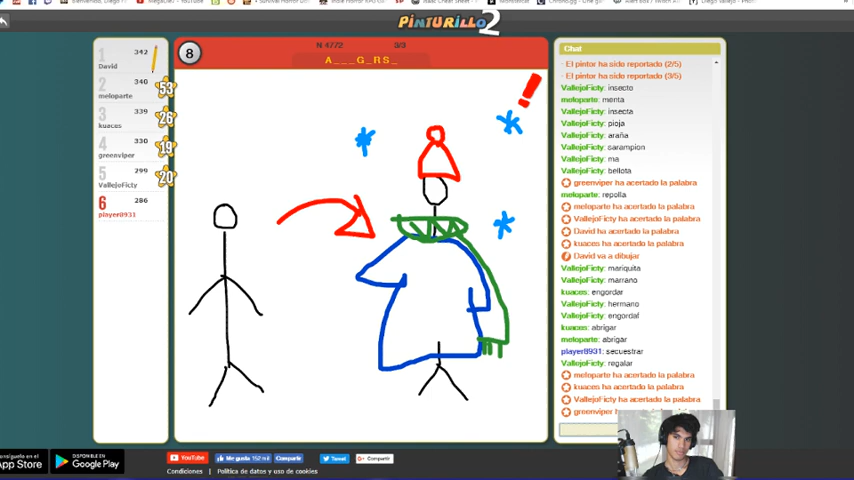 PINTURILLO 2
8
N 4772
3/3
A _ _ _ G _ RS _
1 David 342
2 meloparte 340 53
3 kuaces 339 26
4 greenviper 330 19
5 VallejoFicty 299 20
6 player8931 286
Chat
- El pintor ha sido reportado (2/5)
- El pintor ha sido reportado (3/5)
VallejoFicty: insecto
meloparte: menta
VallejoFicty: insecta
VallejoFicty: pioja
VallejoFicty: araña
VallejoFicty: sarampion
VallejoFicty: ma
VallejoFicty: bellota
greenviper ha acertado la palabra
meloparte: repolla
meloparte ha acertado la palabra
VallejoFicty ha acertado la palabra
David ha acertado la palabra
kuaces ha acertado la palabra
David va a dibujar
VallejoFicty: mariquita
VallejoFicty: marrano
kuaces: engordar
VallejoFicty: hermano
VallejoFicty: engordaf
kuaces: abrigar
meloparte: abrigar
player8931: secuestrar
VallejoFicty: regalar
meloparte ha acertado la palabra
kuaces ha acertado la palabra
VallejoFicty ha acertado la palabra
greenviper
App Store
DISPONIBLE EN
Google Play
YouTube
Me gusta 152 mil
Compartir
Tweet
Compartir
Condiciones | Política de datos y uso de cookies